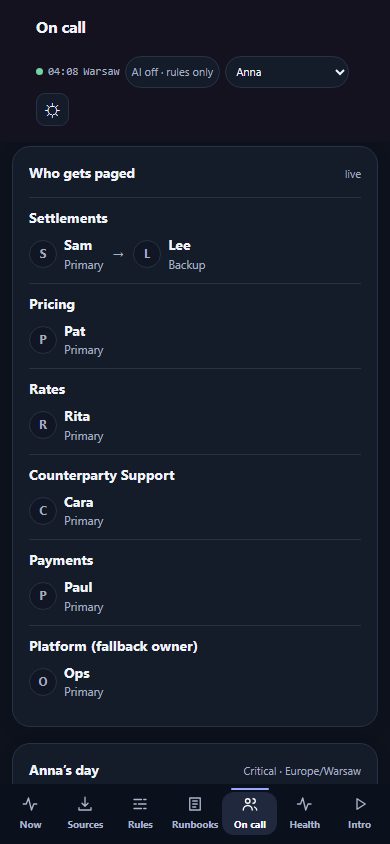 On call
04:08 Warsaw
AI off · rules only
Anna
Who gets paged
live
Settlements
S
Sam
Primary
→
L
Lee
Backup
Pricing
P
Pat
Primary
Rates
R
Rita
Primary
Counterparty Support
C
Cara
Primary
Payments
P
Paul
Primary
Platform (fallback owner)
O
Ops
Primary
Anna's day
Critical · Europe/Warsaw
Now
Sources
Rules
Runbooks
On call
Health
Intro